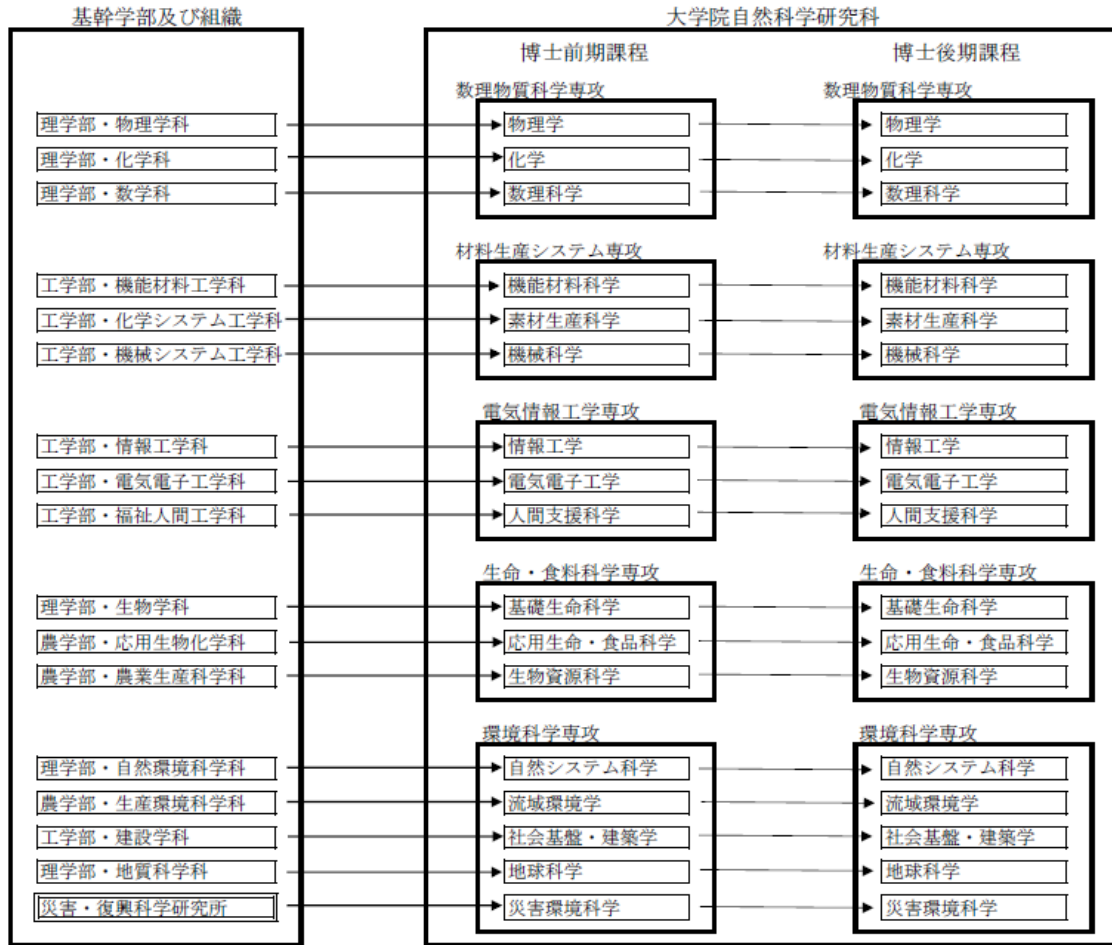 基幹学部及び組織
大学院自然科学研究科
博士前期課程
博士後期課程
数理物質科学専攻
数理物質科学専攻
理学部・物理学科
物理学
物理学
理学部・化学科
化学
化学
理学部・数学科
数理科学
数理科学
材料生産システム専攻
材料生産システム専攻
工学部・機能材料工学科
機能材料科学
機能材料科学
工学部・化学システム工学科
素材生産科学
素材生産科学
工学部・機械システム工学科
機械科学
機械科学
電気情報工学専攻
電気情報工学専攻
工学部・情報工学科
情報工学
情報工学
工学部・電気電子工学科
電気電子工学
電気電子工学
工学部・福祉人間工学科
人間支援科学
人間支援科学
生命・食料科学専攻
生命・食料科学専攻
理学部・生物学科
基礎生命科学
基礎生命科学
農学部・応用生物化学科
応用生命・食品科学
応用生命・食品科学
農学部・農業生産科学科
生物資源科学
生物資源科学
環境科学専攻
環境科学専攻
理学部・自然環境科学科
自然システム科学
自然システム科学
農学部・生産環境科学科
流域環境学
流域環境学
工学部・建設学科
社会基盤・建築学
社会基盤・建築学
理学部・地質科学科
地球科学
地球科学
災害・復興科学研究所
災害環境科学
災害環境科学